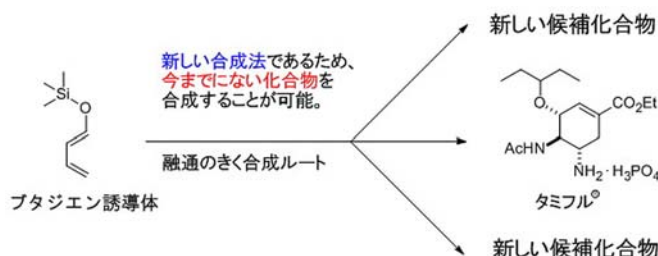 新しい候補化合物
新しい合成法であるため、
今までにない化合物を
合成することが可能。
融通のきく合成ルート
Si
O
ブタジエン誘導体
O
CO₂Et
AcHN
NH₂·H₃PO₄
タミフル®
新しい候補化合物